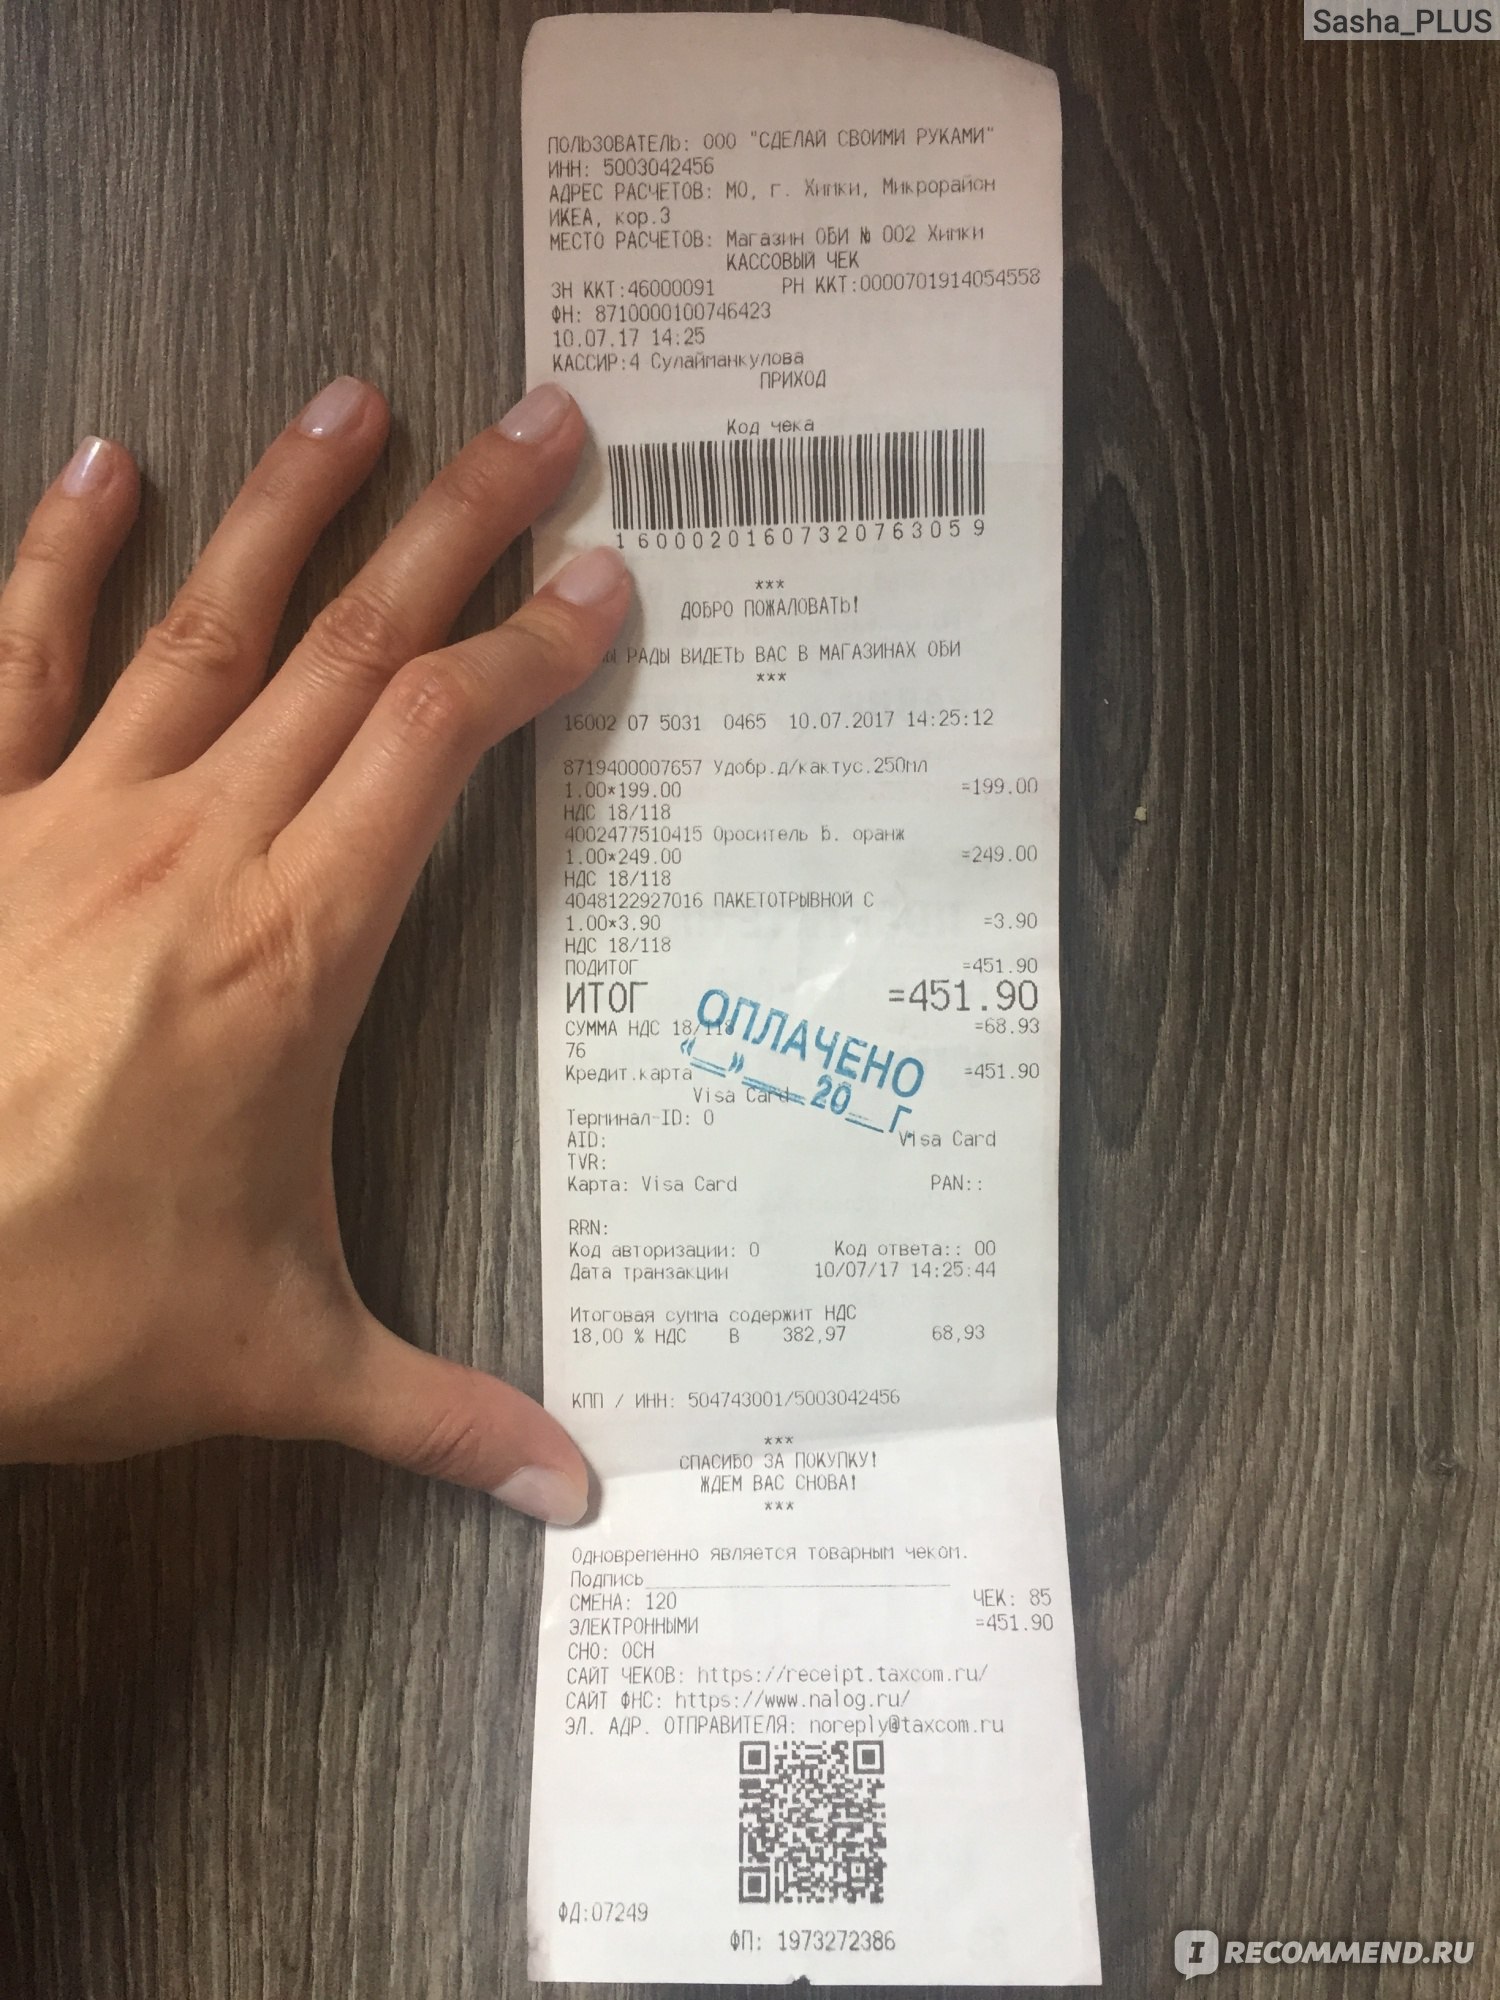 Sasha_PLUS
ПОЛЬЗОВАТЕЛЬ: ООО "СДЕЛАЙ СВОИМИ РУКАМИ"
ИНН: 5003042456
АДРЕС РАСЧЕТОВ: МО, г. Химки, Микрорайон
ИКЕА, кор.3
МЕСТО РАСЧЕТОВ: Магазин ОБИ № 002 Химки
КАССОВЫЙ ЧЕК
ЗН ККТ:46000091 РН ККТ:0000701914054558
ФН: 8710000100746423
10.07.17 14:25
КАССИР:4 Сулайманкулова
ПРИХОД
Код чека
1600020160732076З059
***
ДОБРО ПОЖАЛОВАТЬ!
РАДЫ ВИДЕТЬ ВАС В МАГАЗИНАХ ОБИ
***
16002 07 5031 0465 10.07.2017 14:25:12
8719400007657 Удобр.д/кактус.250мл
1.00*199.00 =199.00
НДС 18/118
4002477510415 Ороситель Б. оранж
1.00*249.00 =249.00
НДС 18/118
4048122927016 ПАКЕТОТРЫВНОЙ С
1.00*3.90 =3.90
НДС 18/118
ПОДИТОГ =451.90
ИТОГ =451.90
СУММА НДС 18/118 =68.93
76
Кредит.карта =451.90
ОПЛАЧЕНО
"__"____20__г.
Visa Card
Терминал-ID: 0
AID: Visa Card
TVR:
Карта: Visa Card PAN::
RRN:
Код авторизации: 0 Код ответа:: 00
Дата транзакции 10/07/17 14:25:44
Итоговая сумма содержит НДС
18,00 % НДС В 382,97 68,93
КПП / ИНН: 504743001/5003042456
***
СПАСИБО ЗА ПОКУПКУ!
ЖДЕМ ВАС СНОВА!
***
Одновременно является товарным чеком.
Подпись____________________
СМЕНА: 120 ЧЕК: 85
ЭЛЕКТРОННЫМИ =451.90
СНО: ОСН
САЙТ ЧЕКОВ: https://receipt.taxcom.ru/
САЙТ ФНС: https://www.nalog.ru/
ЭЛ. АДР. ОТПРАВИТЕЛЯ: noreply@taxcom.ru
ФД:07249
ФП: 1973272386
IRECOMMEND.RU